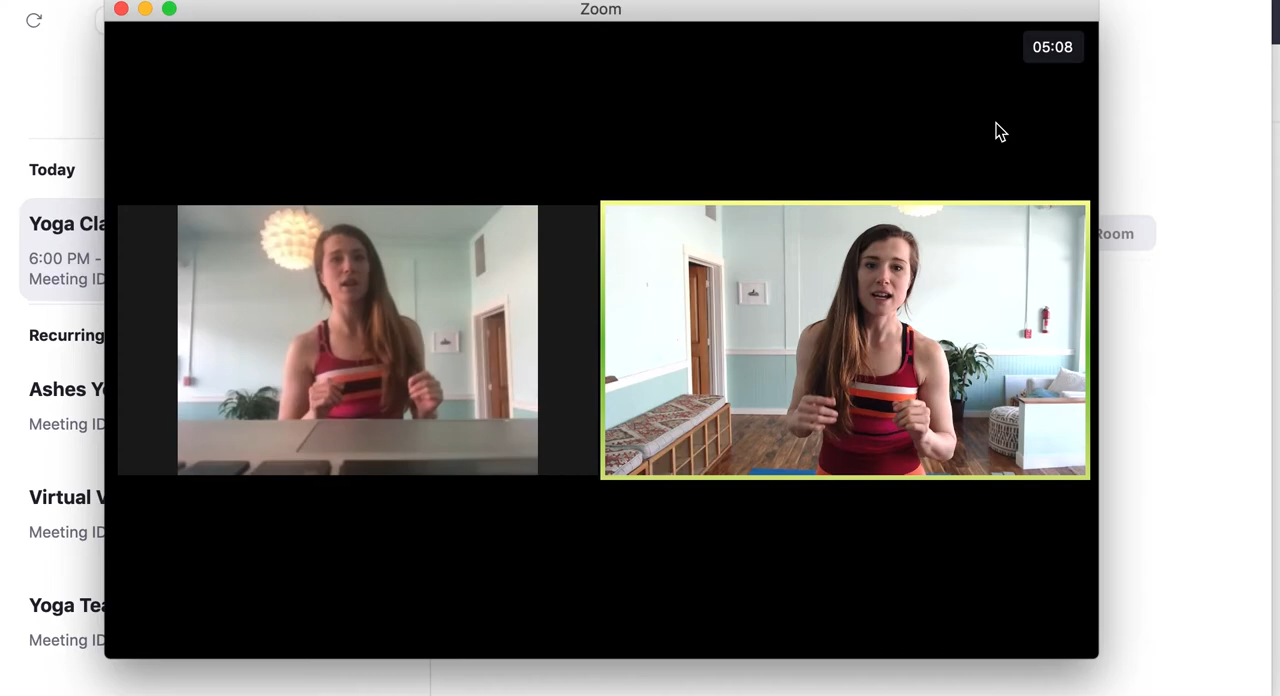 Zoom
05:08
Today
Yoga Cla
6:00 PM -
Meeting ID
Room
Recurring
Ashes Y
Meeting ID
Virtual V
Meeting ID
Yoga Tea
Meeting ID